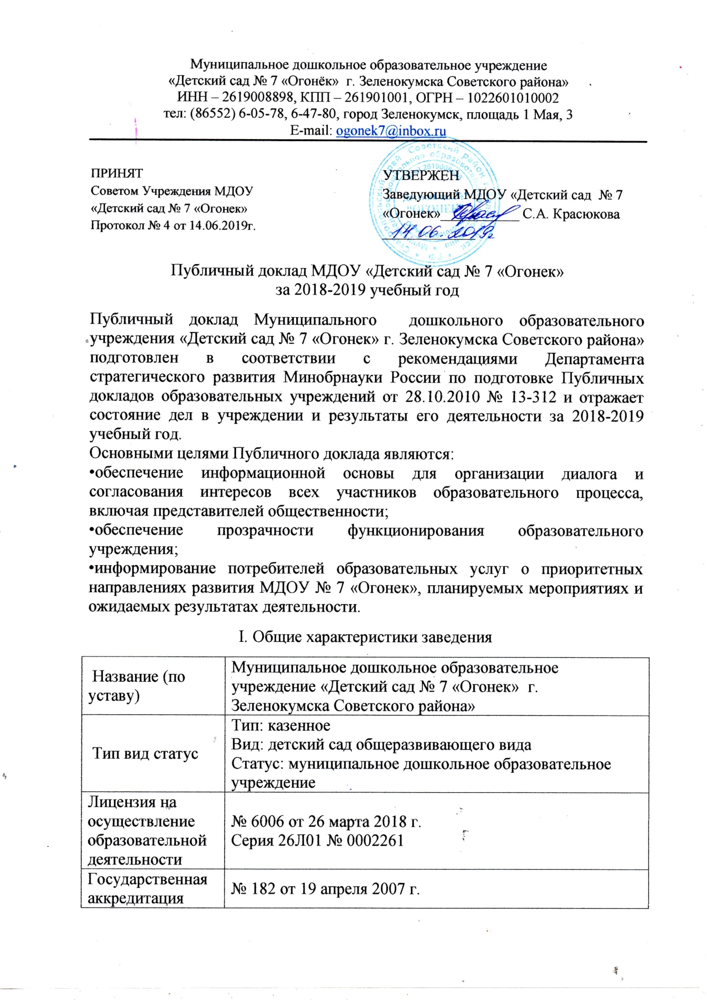 Муниципальное дошкольное образовательное учреждение
«Детский сад № 7 «Огонёк» г. Зеленокумска Советского района»
ИНН – 2619008898, КПП – 261901001, ОГРН – 1022601010002
тел: (86552) 6-05-78, 6-47-80, город Зеленокумск, площадь 1 Мая, 3
E-mail: ogonek7@inbox.ru
ПРИНЯТ
Советом Учреждения МДОУ
«Детский сад № 7 «Огонек»
Протокол № 4 от 14.06.2019г.
УТВЕРЖЕН
Заведующий МДОУ «Детский сад № 7
«Огонек»___________ С.А. Красюкова
14 06. 2019г
Публичный доклад МДОУ «Детский сад № 7 «Огонек»
за 2018-2019 учебный год
Публичный доклад Муниципального дошкольного образовательного
учреждения «Детский сад № 7 «Огонек» г. Зеленокумска Советского района»
подготовлен в соответствии с рекомендациями Департамента
стратегического развития Минобрнауки России по подготовке Публичных
докладов образовательных учреждений от 28.10.2010 № 13-312 и отражает
состояние дел в учреждении и результаты его деятельности за 2018-2019
учебный год.
Основными целями Публичного доклада являются:
•обеспечение информационной основы для организации диалога и
согласования интересов всех участников образовательного процесса,
включая представителей общественности;
•обеспечение прозрачности функционирования образовательного
учреждения;
•информирование потребителей образовательных услуг о приоритетных
направлениях развития МДОУ № 7 «Огонек», планируемых мероприятиях и
ожидаемых результатах деятельности.
I. Общие характеристики заведения
Название (по
уставу)
Муниципальное дошкольное образовательное
учреждение «Детский сад № 7 «Огонек» г.
Зеленокумска Советского района»
Тип вид статус
Тип: казенное
Вид: детский сад общеразвивающего вида
Статус: муниципальное дошкольное образовательное
учреждение
Лицензия на
осуществление
образовательной
деятельности
№ 6006 от 26 марта 2018 г.
Серия 26Л01 № 0002261
Государственная
аккредитация
№ 182 от 19 апреля 2007 г.